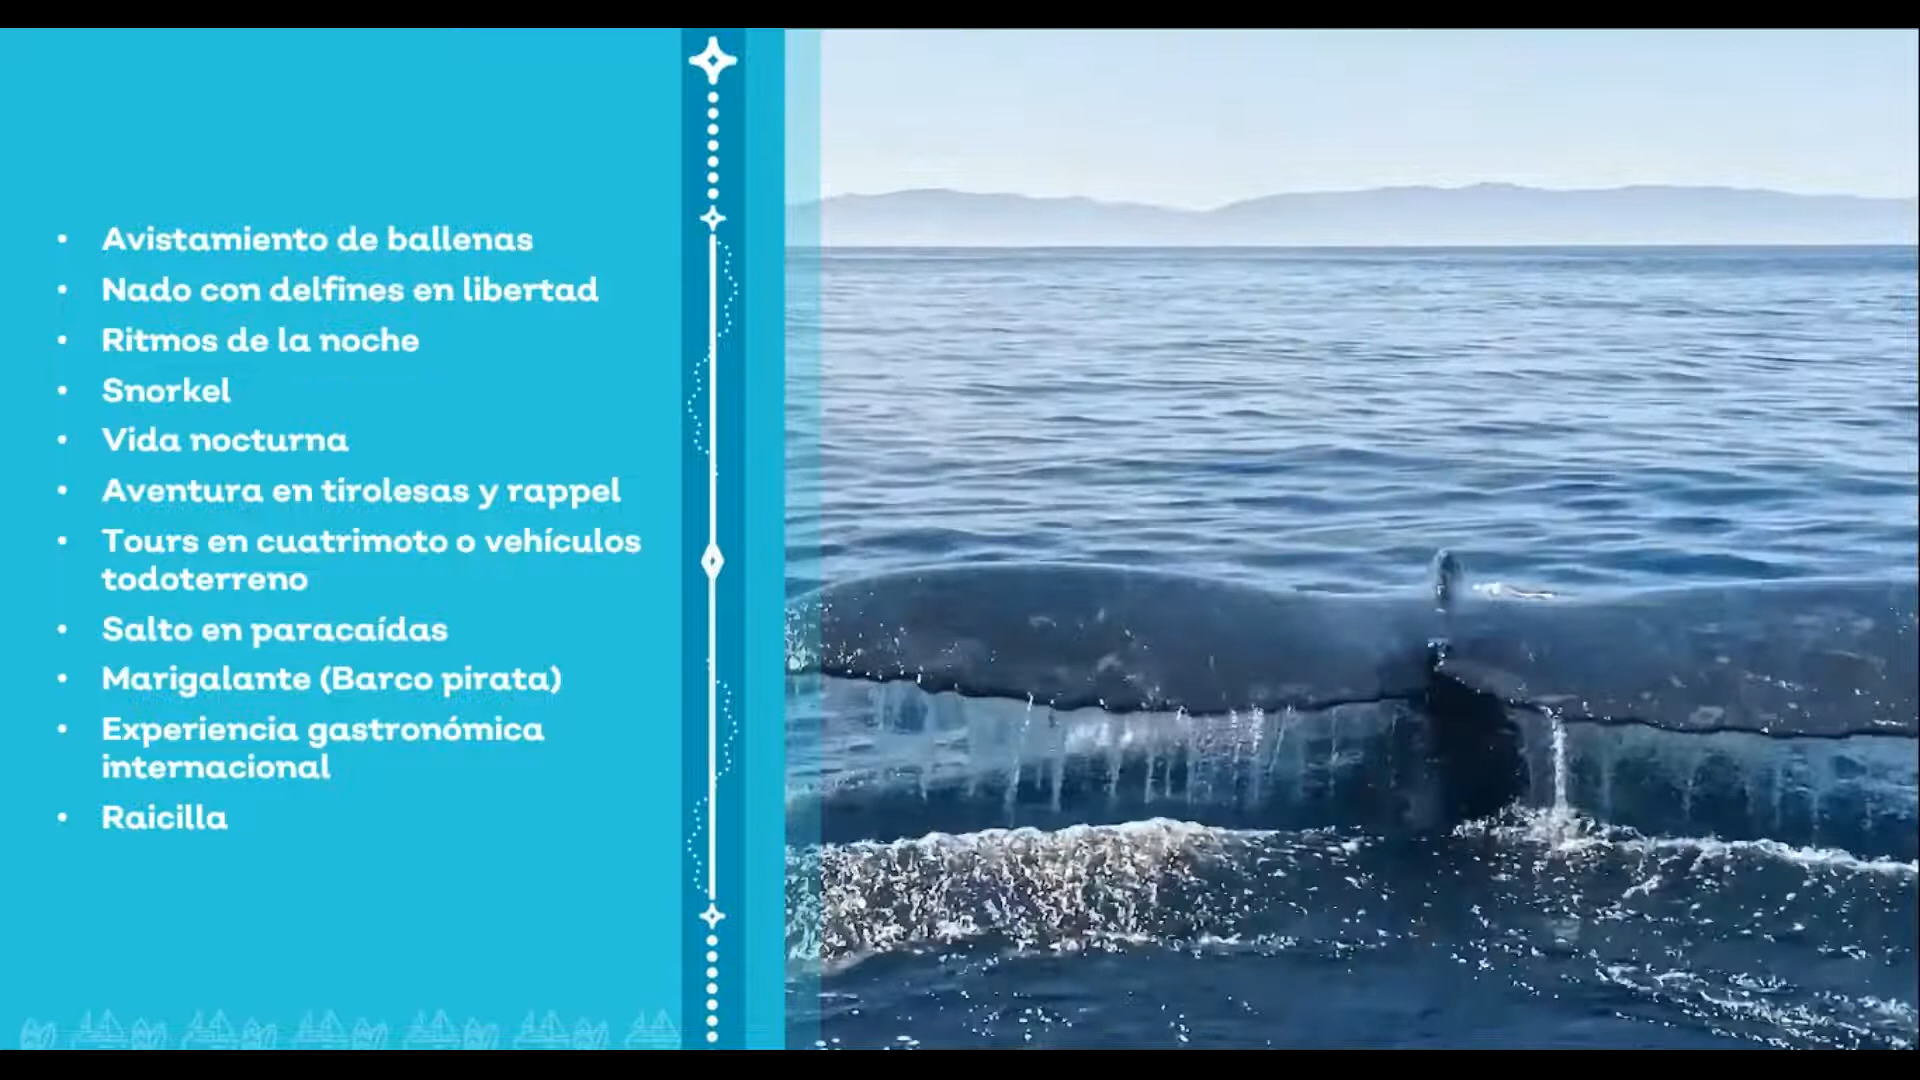 • Avistamiento de ballenas
• Nado con delfines en libertad
• Ritmos de la noche
• Snorkel
• Vida nocturna
• Aventura en tirolesas y rappel
• Tours en cuatrimoto o vehículos
todoterreno
• Salto en paracaídas
• Marigalante (Barco pirata)
• Experiencia gastronómica
internacional
• Raicilla